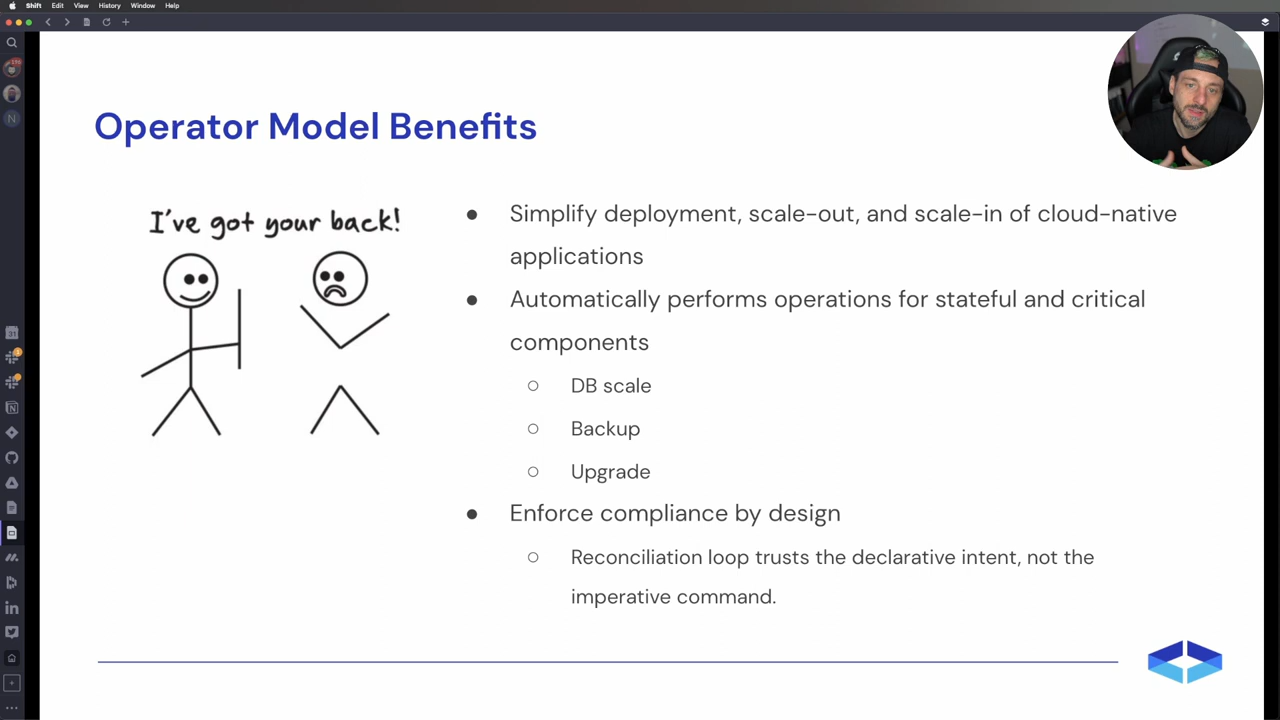 Shift Edit View History Window Help
Operator Model Benefits
I've got your back!
● Simplify deployment, scale-out, and scale-in of cloud-native
applications
● Automatically performs operations for stateful and critical
components
○ DB scale
○ Backup
○ Upgrade
● Enforce compliance by design
○ Reconciliation loop trusts the declarative intent, not the
imperative command.
N
31